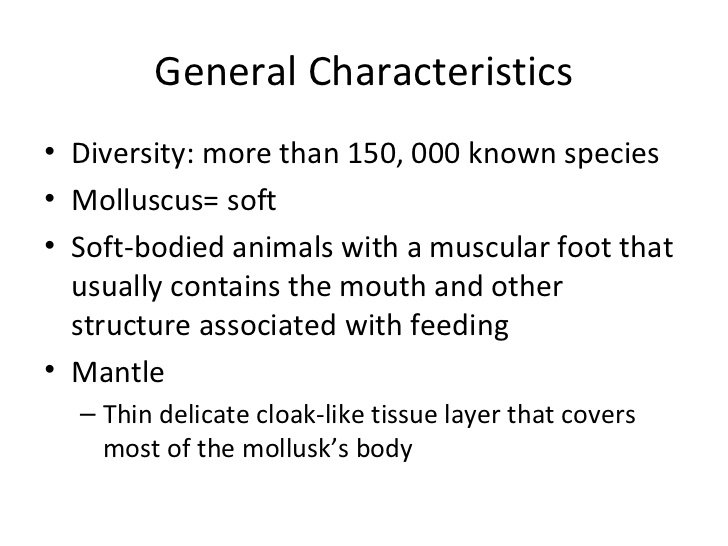 General Characteristics
• Diversity: more than 150, 000 known species
• Molluscus= soft
• Soft-bodied animals with a muscular foot that
usually contains the mouth and other
structure associated with feeding
• Mantle
– Thin delicate cloak-like tissue layer that covers
most of the mollusk’s body